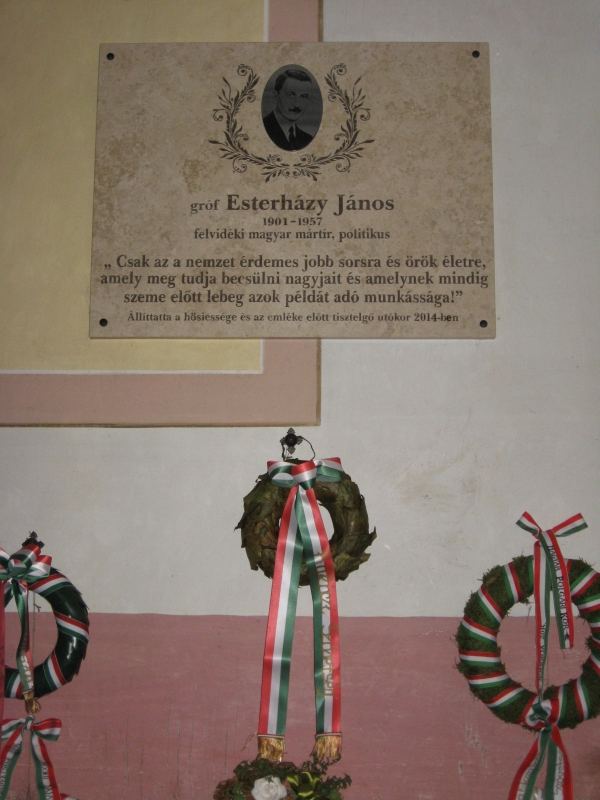 gróf Esterházy János
1901-1957
felvidéki magyar mártír, politikus
„ Csak az a nemzet érdemes jobb sorsra és örök életre,
amely meg tudja becsülni nagyjait és amelynek mindig
szeme előtt lebeg azok példát adó munkássága!”
Állíttatta a hősiessége és az emléke előtt tisztelgő utókor 2014-ben